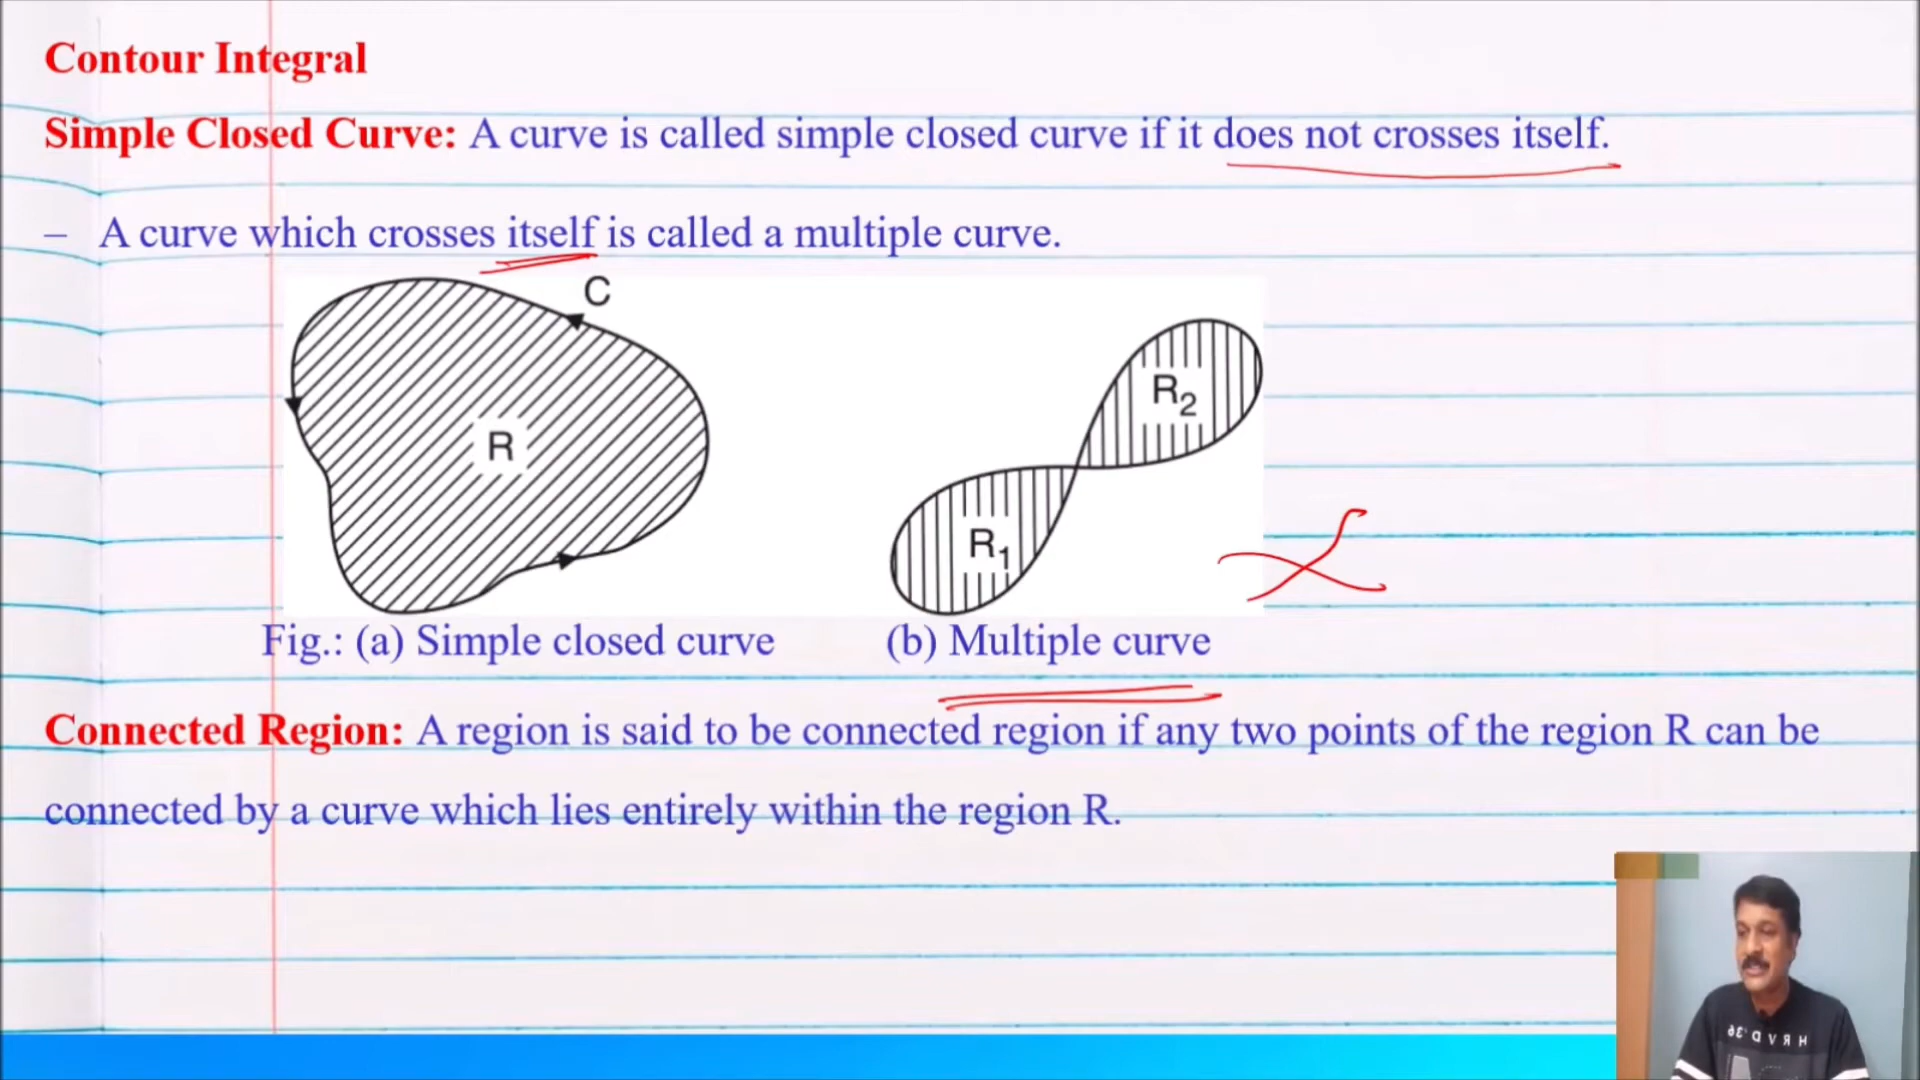 Contour Integral
Simple Closed Curve: A curve is called simple closed curve if it does not crosses itself.
– A curve which crosses itself is called a multiple curve.
C
R
R2
R1
Fig.: (a) Simple closed curve (b) Multiple curve
Connected Region: A region is said to be connected region if any two points of the region R can be
connected by a curve which lies entirely within the region R.